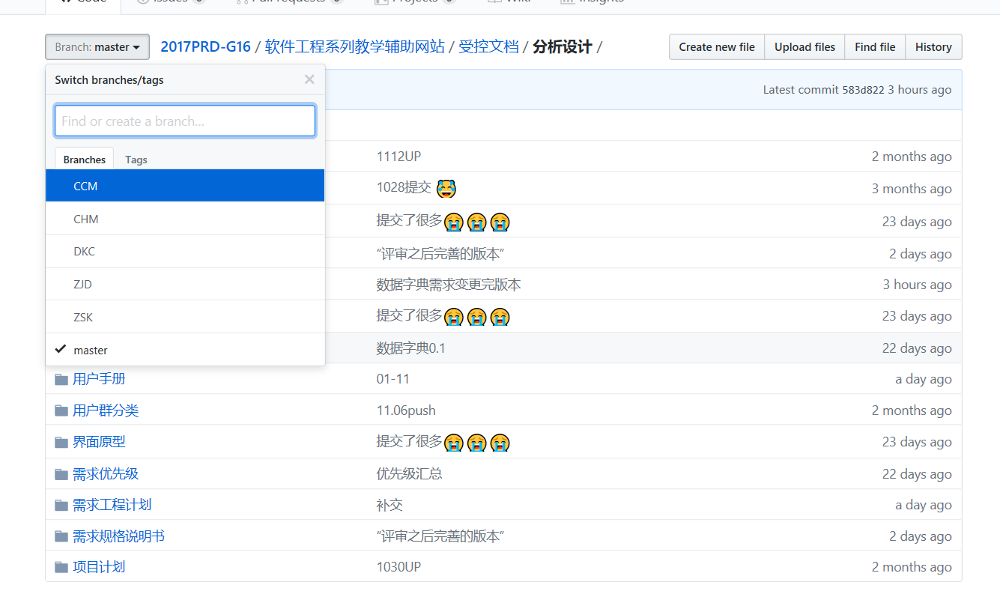 Code Issues 0 Pull requests 0 Projects 0 Wiki Insights
Branch: master 2017PRD-G16 / 软件工程系列教学辅助网站 / 受控文档 / 分析设计 / Create new file Upload files Find file History
Switch branches/tags ×
Latest commit 583d822 3 hours ago
Find or create a branch...
Branches Tags
1112UP 2 months ago
CCM
1028提交 😂 3 months ago
CHM
提交了很多😭😭😭 23 days ago
DKC
“评审之后完善的版本” 2 days ago
ZJD
数据字典需求变更完版本 3 hours ago
ZSK
提交了很多😭😭😭 23 days ago
master
数据字典0.1 22 days ago
用户手册 01-11 a day ago
用户群分类 11.06push 2 months ago
界面原型 提交了很多😭😭😭 23 days ago
需求优先级 优先级汇总 22 days ago
需求工程计划 补交 a day ago
需求规格说明书 “评审之后完善的版本” 2 days ago
项目计划 1030UP 2 months ago